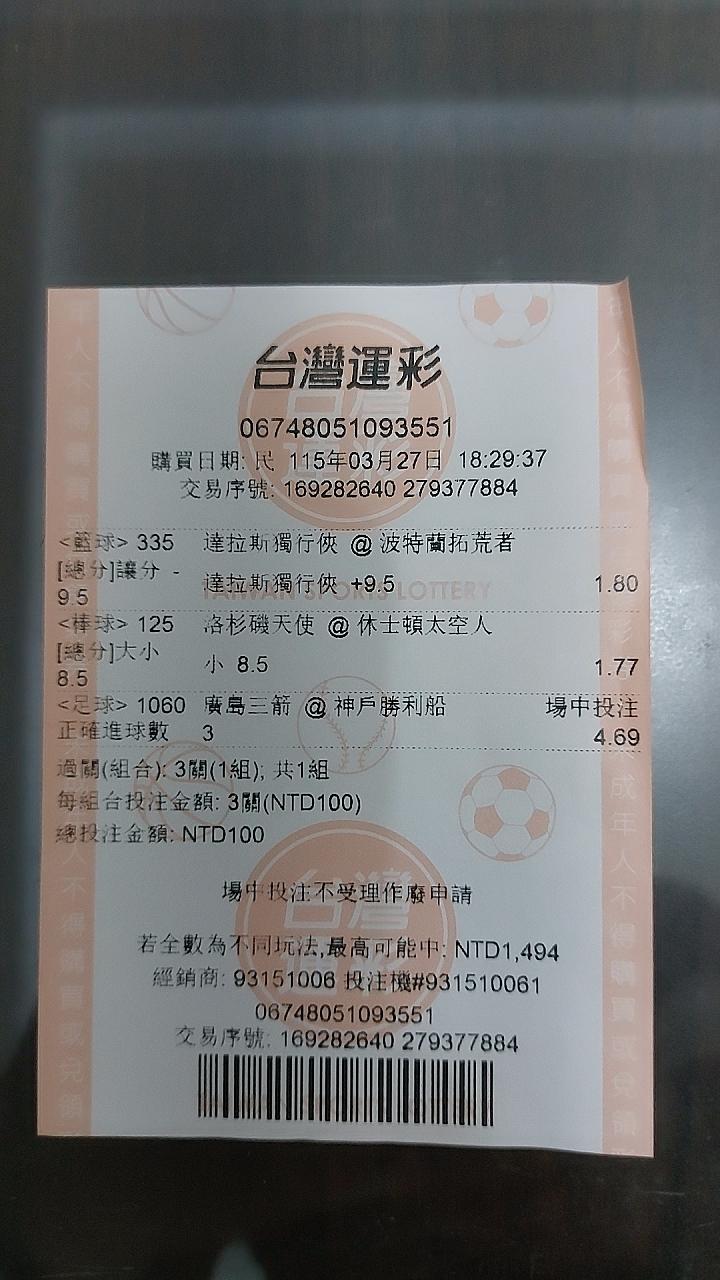 台灣運彩
06748051093551
購買日期: 民 115年03月27日 18:29:37
交易序號: 169282640 279377884
<籃球> 335 達拉斯獨行俠 @ 波特蘭拓荒者
[總分]讓分 -
9.5 達拉斯獨行俠 +9.5 1.80
TAIWAN SPORTS LOTTERY
<棒球> 125 洛杉磯天使 @ 休士頓太空人
[總分]大小
8.5 小 8.5 1.77
<足球> 1060 廣島三箭 @ 神戶勝利船 場中投注
正確進球數 3 4.69
過關(組合): 3關(1組); 共1組
每組合投注金額: 3關(NTD100)
總投注金額: NTD100
場中投注不受理作廢申請
若全數為不同玩法,最高可能中: NTD1,494
經銷商: 93151006 投注機#931510061
06748051093551
交易序號: 169282640 279377884